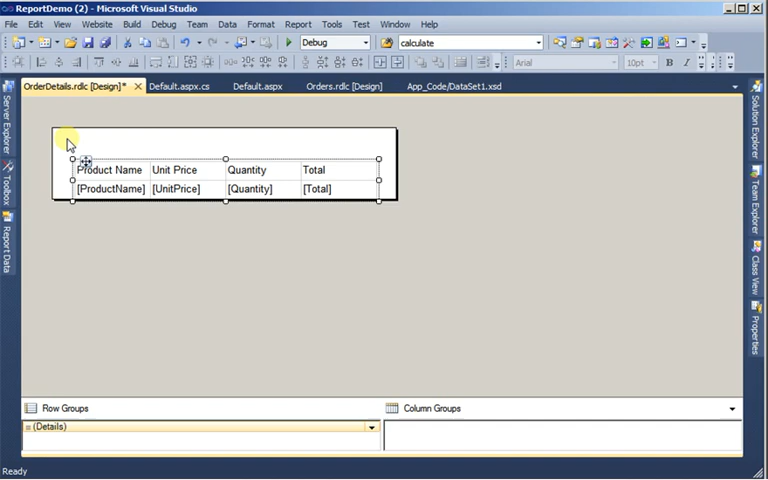 ReportDemo (2) - Microsoft Visual Studio
File Edit View Website Build Debug Team Data Format Report Tools Test Window Help
Debug calculate
Arial 10pt B I
OrderDetails.rdlc [Design]* Default.aspx.cs Default.aspx Orders.rdlc [Design] App_Code/DataSet1.xsd
Server Explorer
Toolbox
Report Data
Product Name Unit Price Quantity Total
[ProductName] [UnitPrice] [Quantity] [Total]
Solution Explorer
Team Explorer
Class View
Properties
Row Groups Column Groups
(Details)
Ready